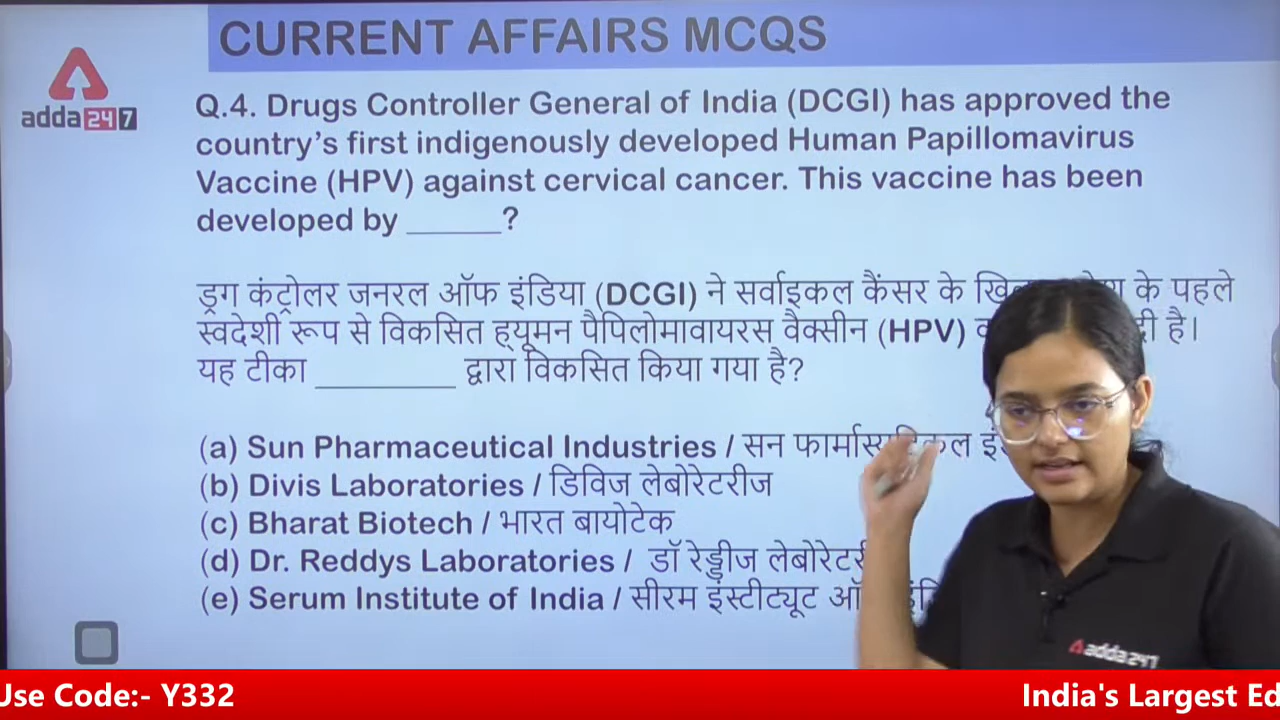 CURRENT AFFAIRS MCQS
adda 247
Q.4. Drugs Controller General of India (DCGI) has approved the
country's first indigenously developed Human Papillomavirus
Vaccine (HPV) against cervical cancer. This vaccine has been
developed by ______?
ड्रग कंट्रोलर जनरल ऑफ इंडिया (DCGI) ने सर्वाइकल कैंसर के के पहले
स्वदेशी रूप से विकसित ह्यूमन पैपिलोमावायरस वैक्सीन (HPV) दी है।
यह टीका ________ द्वारा विकसित किया गया है?
(a) Sun Pharmaceutical Industries / सन
(b) Divis Laboratories / डिविज लेबोरेटरीज
(c) Bharat Biotech / भारत बायोटेक
(d) Dr. Reddys Laboratories / डॉ रेड्डीज
(e) Serum Institute of India / सीरम इंस्टीट्यूट
adda247
Use Code:- Y332
India's Largest